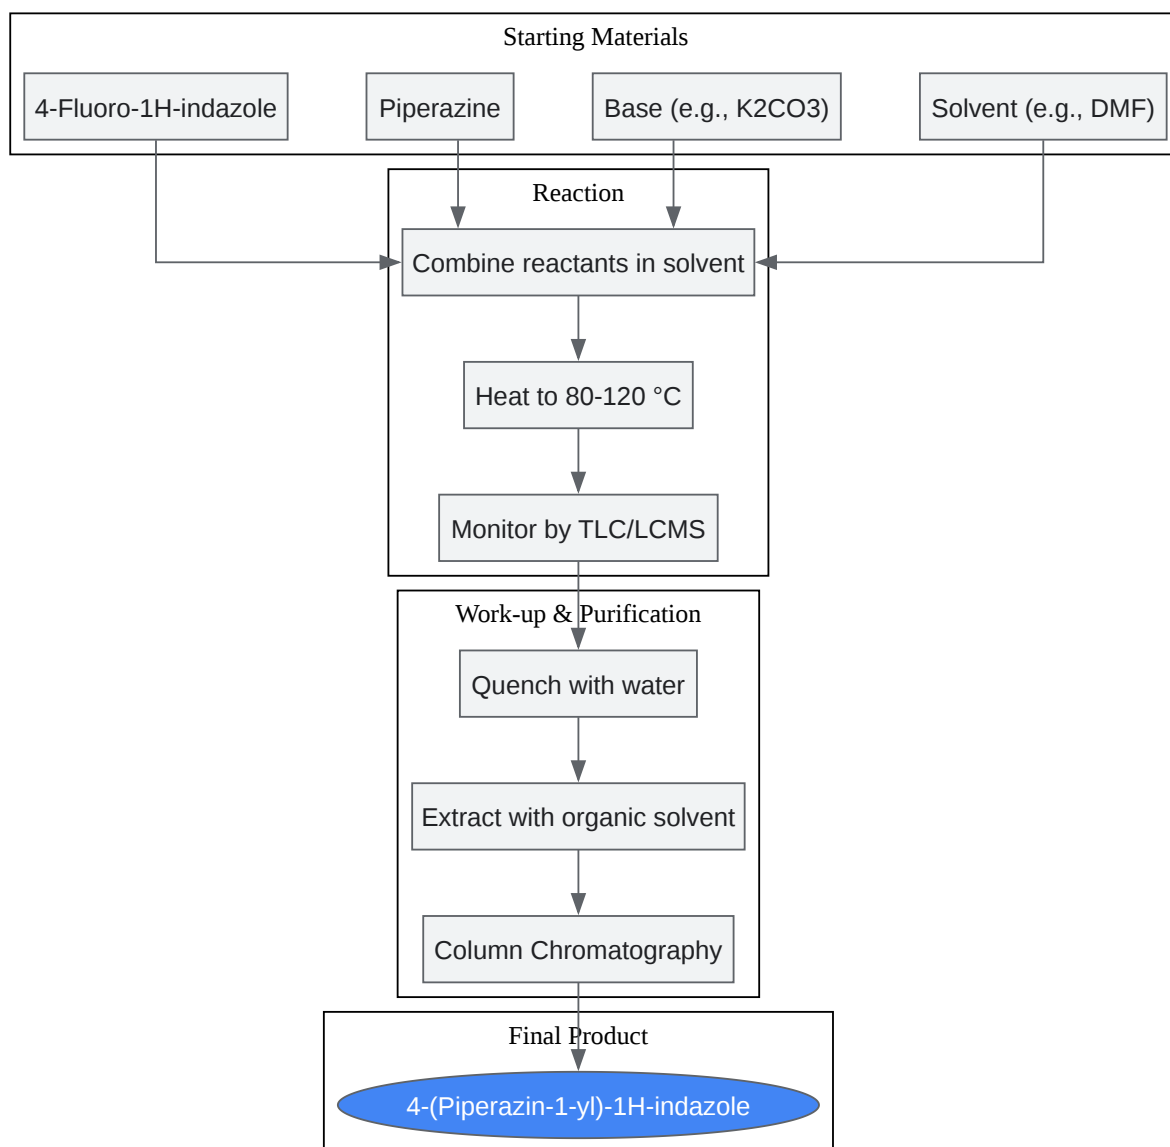 Starting Materials
4-Fluoro-1H-indazole
Piperazine
Base (e.g., K2CO3)
Solvent (e.g., DMF)
Reaction
Combine reactants in solvent
Heat to 80-120 °C
Monitor by TLC/LCMS
Work-up & Purification
Quench with water
Extract with organic solvent
Column Chromatography
Final Product
4-(Piperazin-1-yl)-1H-indazole